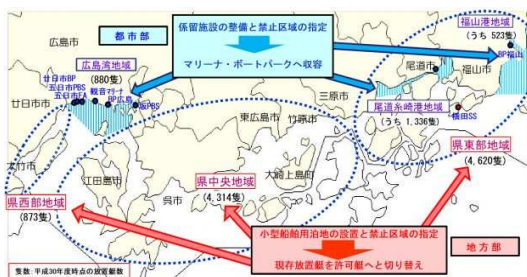 都市部
係留施設の整備と禁止区域の指定
マリーナ・ボートパークへ収容
福山港地域
(うち 523隻)
広島市
広島湾地域
(880隻)
廿日市BP
五日市PBS
五日市FA
観音マリーナ
BP広島
坂PBS
廿日市市
尾道市
福山市
BP福山
三原市
尾道糸崎港地域
(うち 1,336隻)
横田SS
東広島市
竹原市
大竹市
江田島市
呉市
大崎上島町
県東部地域
(4,620隻)
県中央地域
(4,314隻)
県西部地域
(873隻)
小型船舶用泊地の設置と禁止区域の指定
現存放置艇を許可艇へと切り替え
地方部
隻数:平成30年度時点の放置艇数